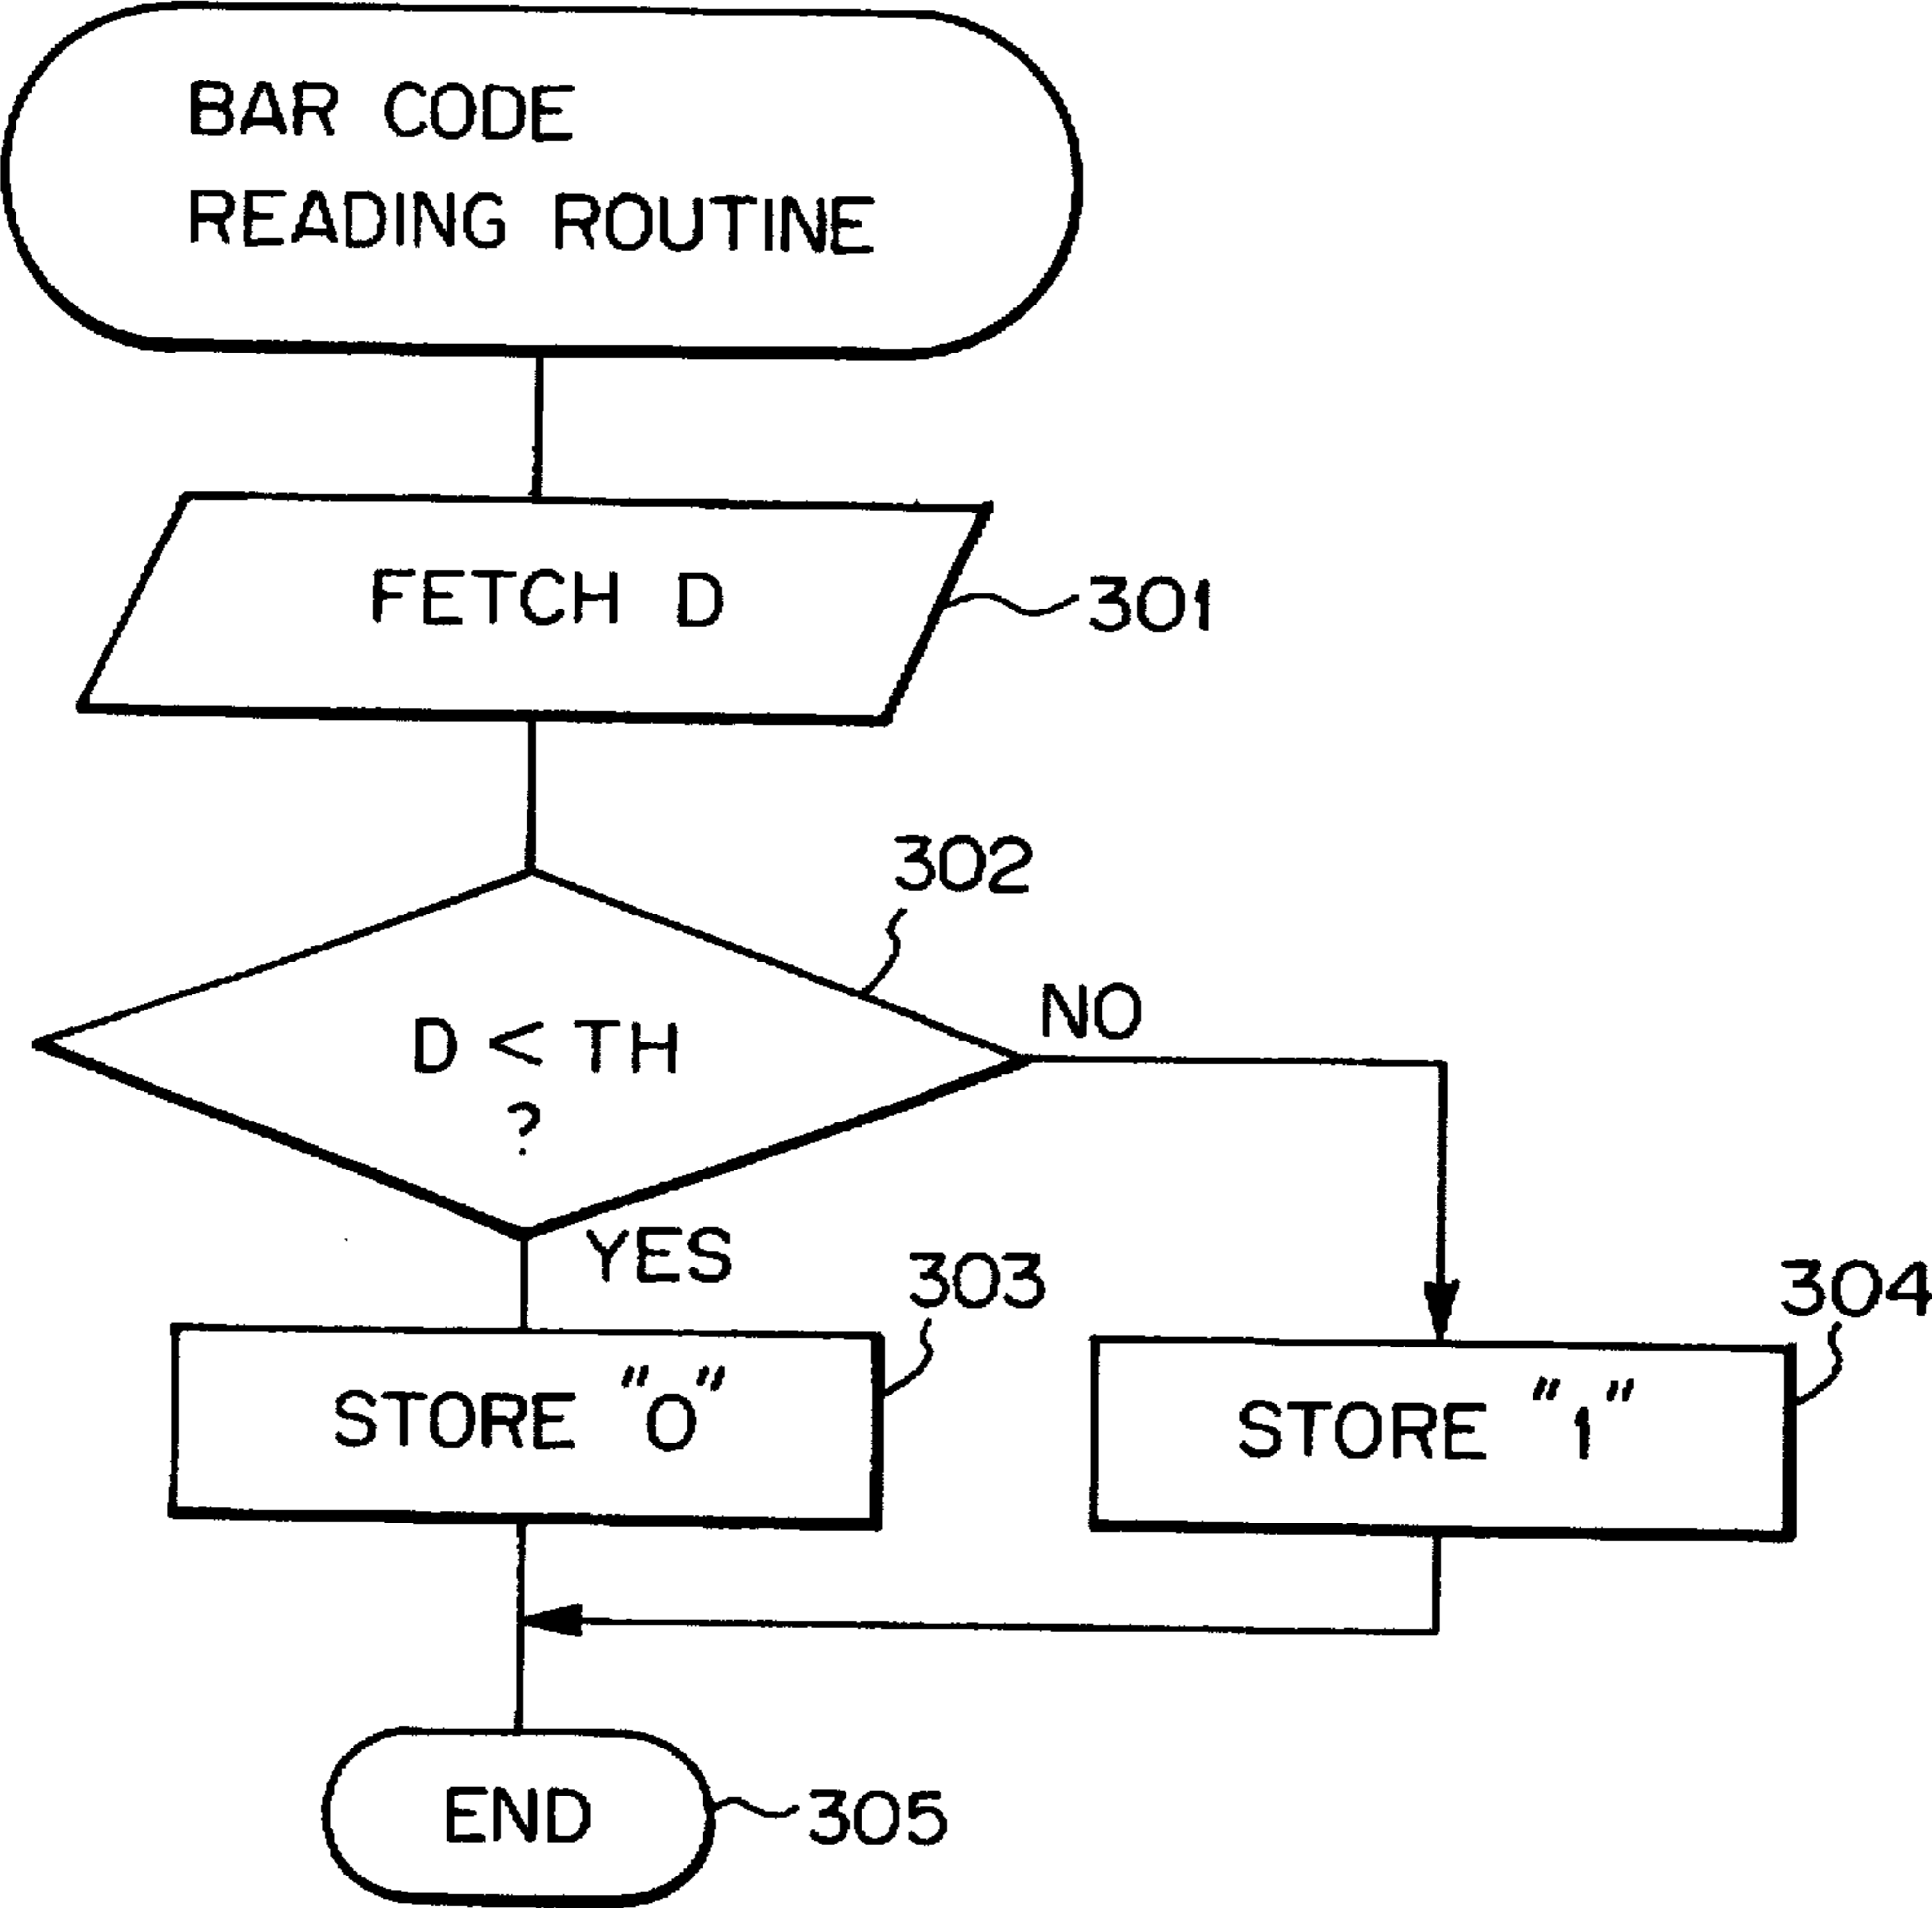 BAR CODE
READING ROUTINE
FETCH D
301
302
D < TH
?
NO
YES
303
304
STORE "0"
STORE "1"
END
305